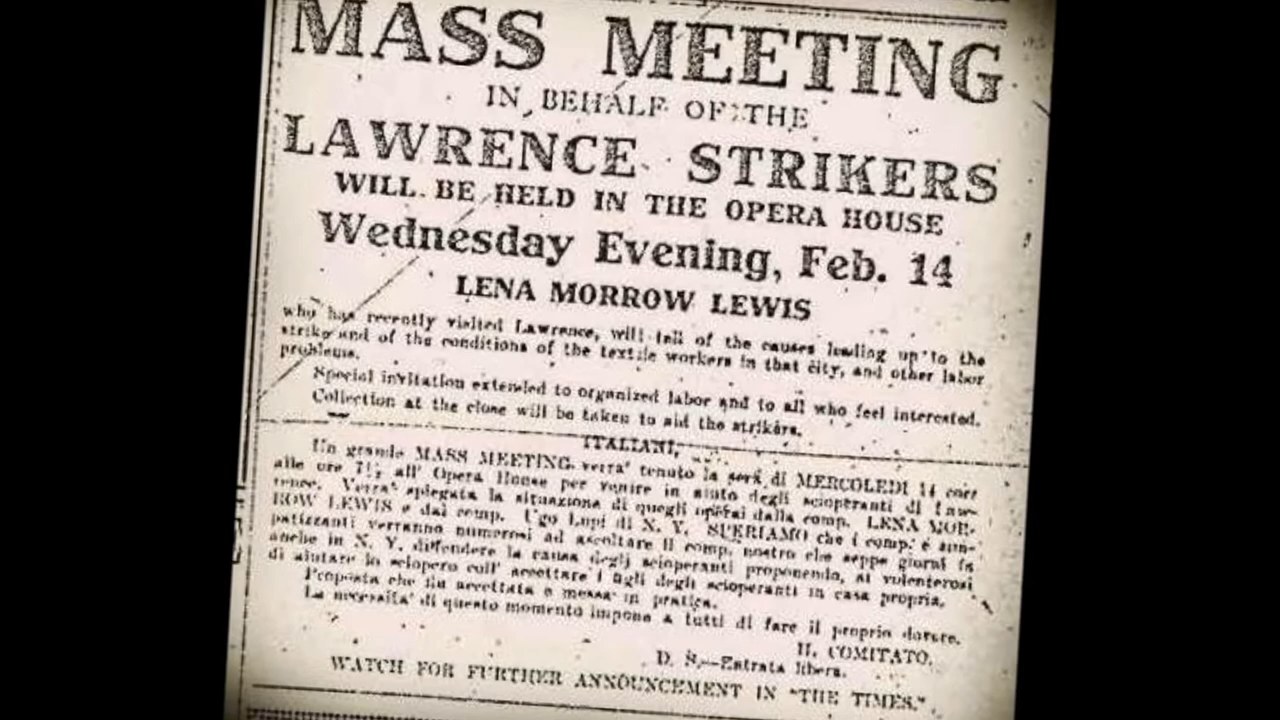 MASS MEETING
IN BEHALF OF THE
LAWRENCE STRIKERS
WILL BE HELD IN THE OPERA HOUSE
Wednesday Evening, Feb. 14
LENA MORROW LEWIS
who has recently visited Lawrence, will tell of the causes leading up to the
strike and of the conditions of the textile workers in that city, and other labor
problems.
Special invitation extended to organized labor and to all who feel interested.
Collection at the close will be taken to aid the strikers.
ITALIANI,
Un grande MASS MEETING verra' tenuto la sera di MERCOLEDI 14 corr
alle ore 7½ all' Opera House per venire in aiuto degli scioperanti di Law-
rence. Verra' spiegata la situazione di quegli operai dalla comp. LENA MOR-
ROW LEWIS e dal comp. Ugo Lupi di N. Y. SPERIAMO che i comp. e sim-
patizzanti verranno numerosi ad ascoltare il comp. nostro che seppe giorni fa
anche in N. Y. diffendere la causa degli scioperanti proponendo, ai volenterosi
di aiutare lo sciopero coll' accettare i figli degli scioperanti in casa propria.
Proposta che fu accettata e messa in pratica.
La necessita' di questo momento impone a tutti di fare il proprio dovere.
IL COMITATO.
D. S.—Entrata libera.
WATCH FOR FURTHER ANNOUNCEMENT IN "THE TIMES."